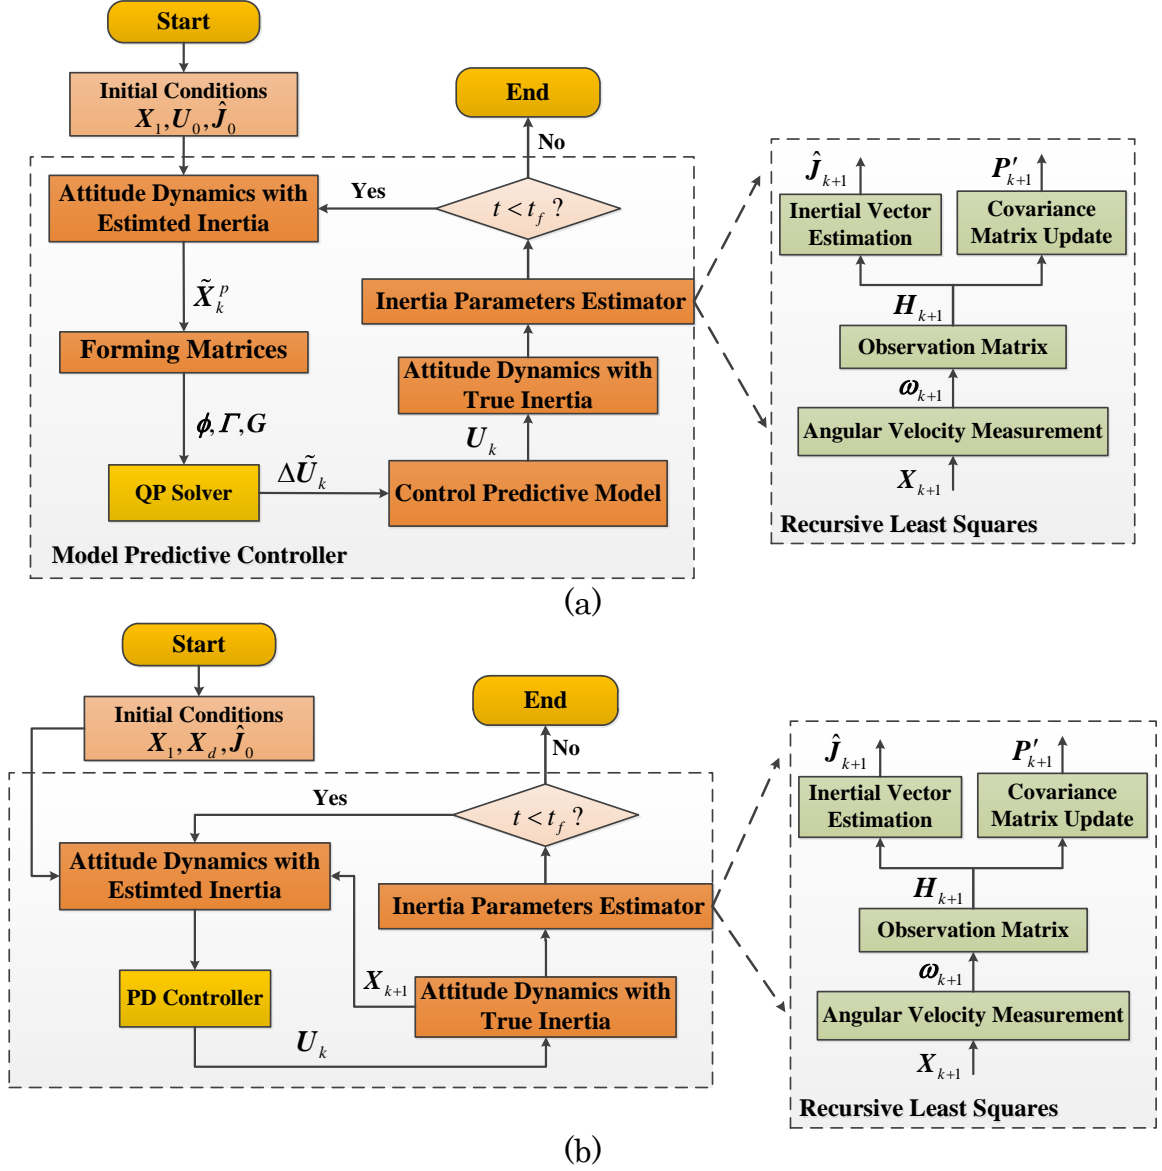 Start
Initial Conditions
X₁, U₀, Ĵ₀
End
No
Yes
t < t_f ?
Attitude Dynamics with
Estimted Inertia
X̃ₖᵖ
Forming Matrices
ϕ, Γ, G
QP Solver
ΔŨₖ
Control Predictive Model
Uₖ
Attitude Dynamics with
True Inertia
Inertia Parameters Estimator
Model Predictive Controller
Ĵₖ₊₁
P′ₖ₊₁
Inertial Vector
Estimation
Covariance
Matrix Update
Hₖ₊₁
Observation Matrix
ωₖ₊₁
Angular Velocity Measurement
Xₖ₊₁
Recursive Least Squares
(a)
Start
Initial Conditions
X₁, X_d, Ĵ₀
End
No
Yes
t < t_f ?
Attitude Dynamics with
Estimted Inertia
Inertia Parameters Estimator
PD Controller
Xₖ₊₁
Attitude Dynamics with
True Inertia
Uₖ
Ĵₖ₊₁
P′ₖ₊₁
Inertial Vector
Estimation
Covariance
Matrix Update
Hₖ₊₁
Observation Matrix
ωₖ₊₁
Angular Velocity Measurement
Xₖ₊₁
Recursive Least Squares
(b)